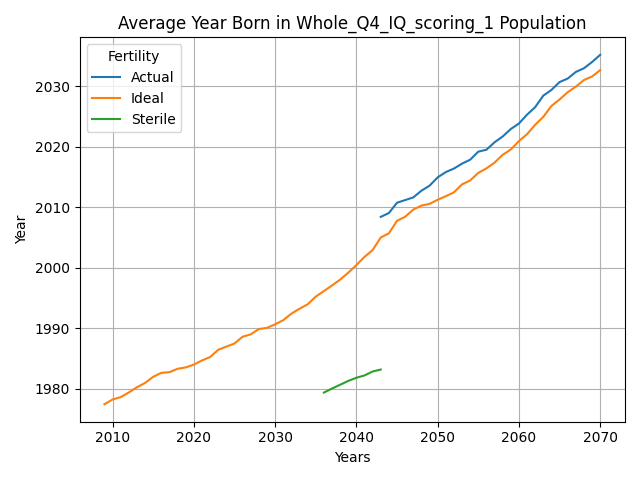 Average Year Born in Whole_Q4_IQ_scoring_1 Population
Fertility
Actual
Ideal
Sterile
Year
2030
2020
2010
2000
1990
1980
2010 2020 2030 2040 2050 2060 2070
Years